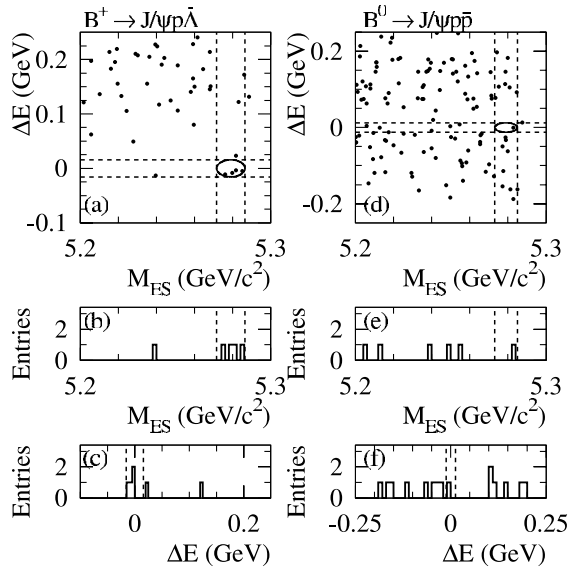 B⁺ → J/ψpΛ̄
B⁰ → J/ψpp̄
ΔE (GeV)
0.2
0.1
0
-0.1
(a)
5.2
5.3
M_ES (GeV/c²)
ΔE (GeV)
0.2
0
-0.2
(d)
5.2
5.3
M_ES (GeV/c²)
Entries
2
0
(b)
5.2
5.3
M_ES (GeV/c²)
Entries
2
0
(e)
5.2
5.3
M_ES (GeV/c²)
Entries
2
0
(c)
0
0.2
ΔE (GeV)
Entries
2
0
(f)
-0.25
0
0.25
ΔE (GeV)